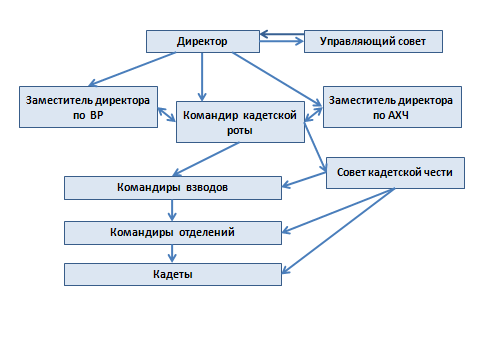 Директор
Управляющий совет
Заместитель директора
по ВР
Командир кадетской
роты
Заместитель директора
по АХЧ
Совет кадетской чести
Командиры взводов
Командиры отделений
Кадеты